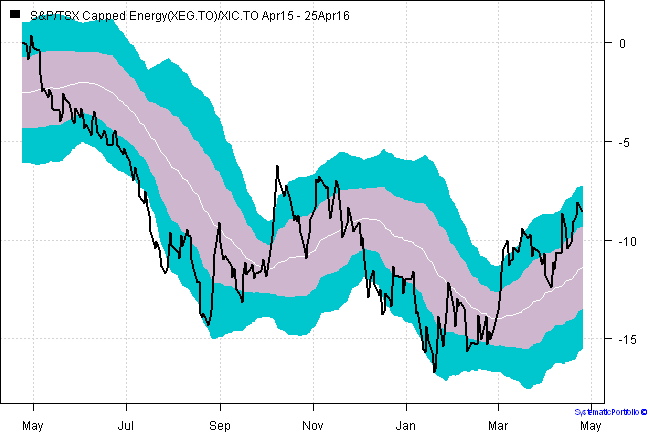 S&P/TSX Capped Energy(XEG.TO)/XIC.TO Apr15 - 25Apr16
0
-5
-10
-15
SystematicPortfolio ©
May Jul Sep Nov Jan Mar May